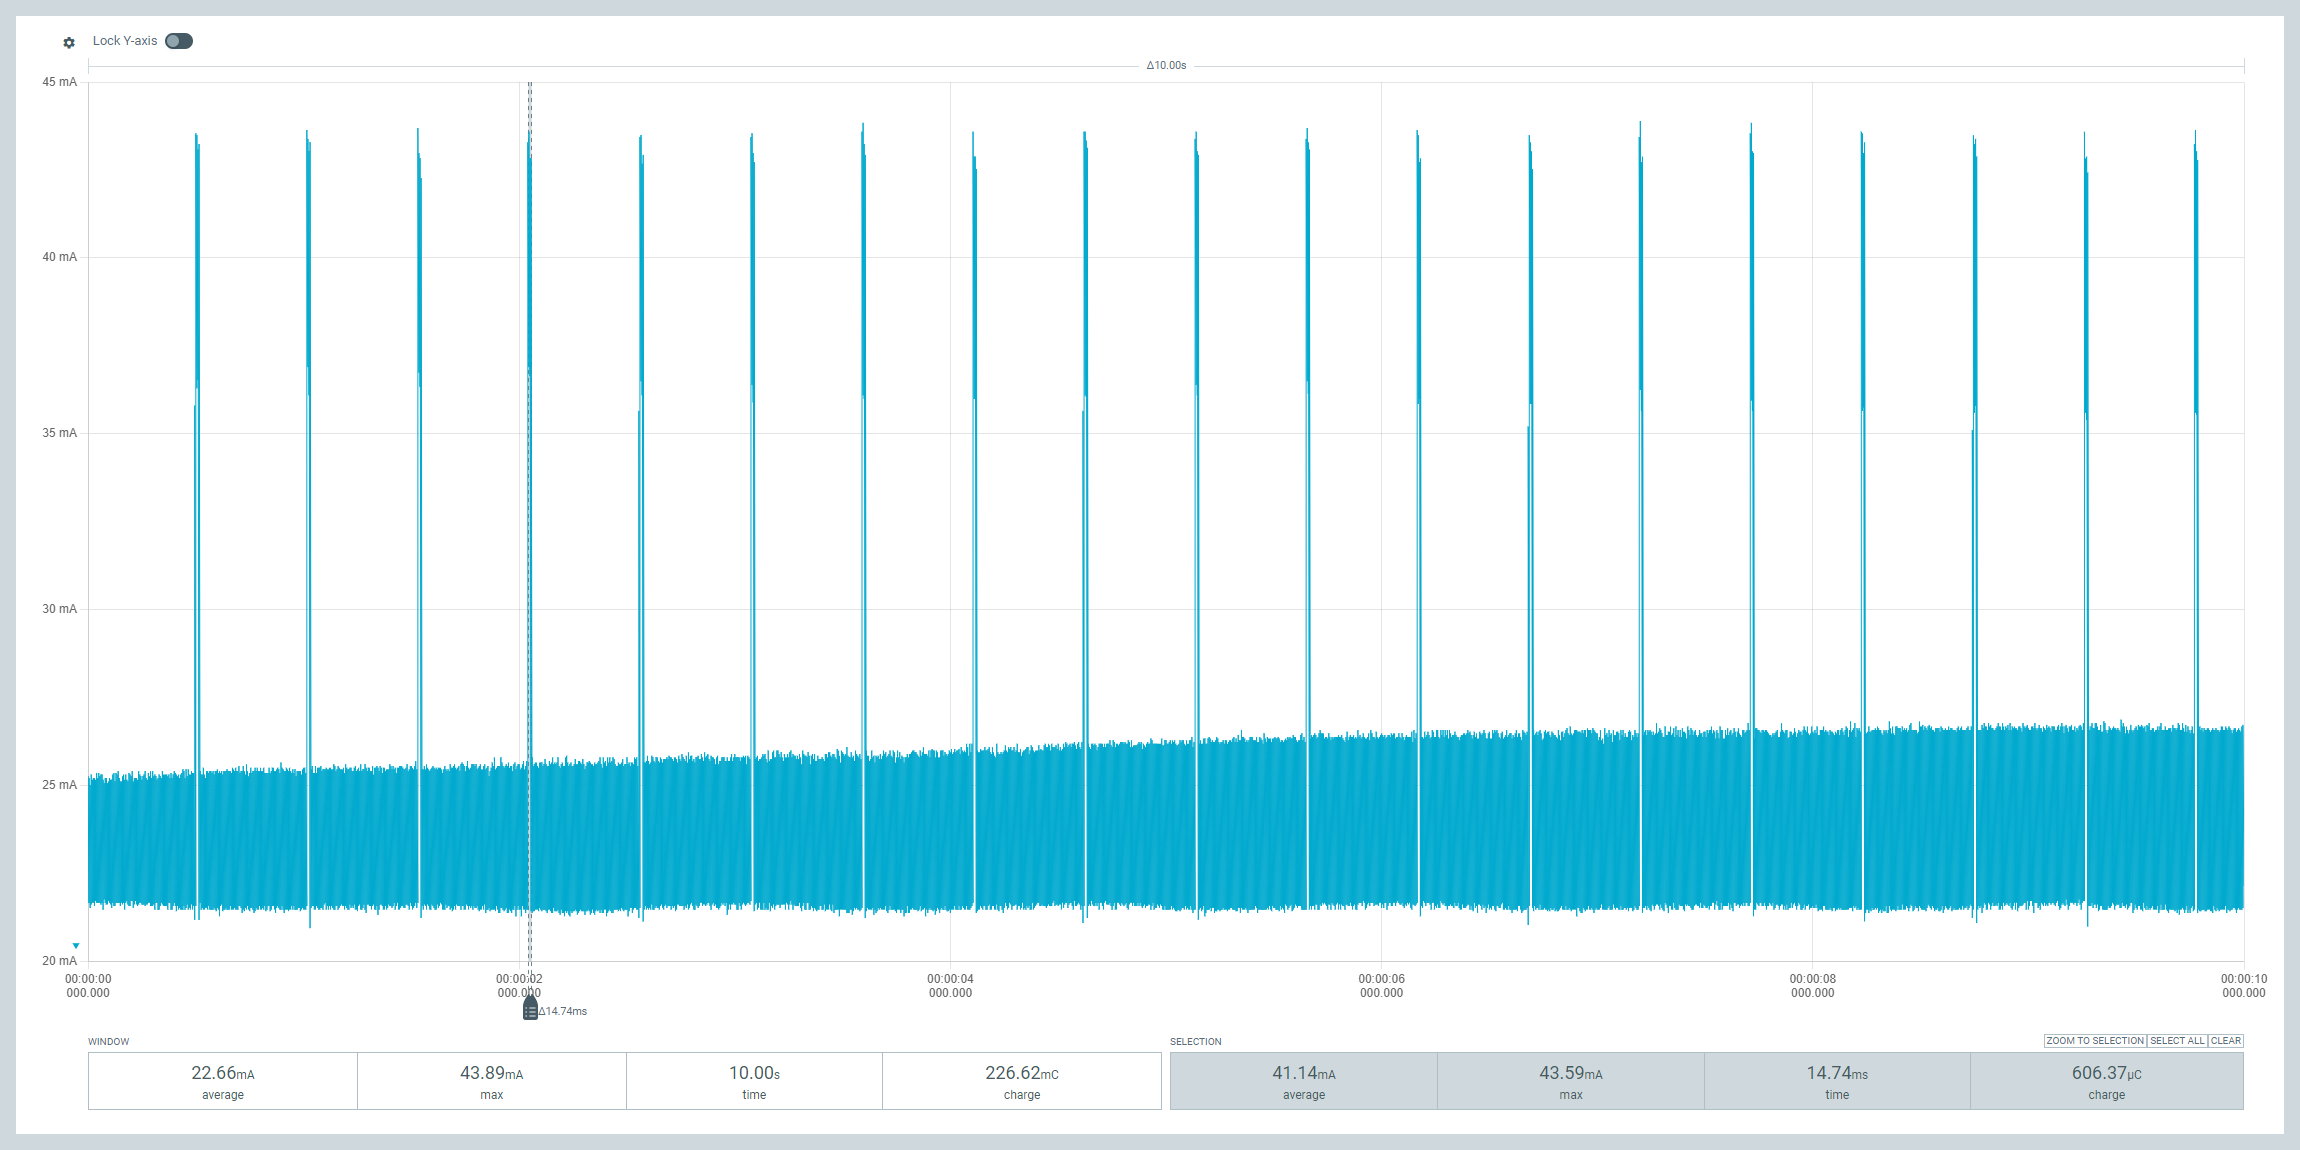 Lock Y-axis
Δ10.00s
45 mA
40 mA
35 mA
30 mA
25 mA
20 mA
00:00:00 00:00:02 00:00:04 00:00:06 00:00:08 00:00:10
000.000 000.000 000.000 000.000 000.000 000.000
Δ14.74ms
WINDOW
22.66mA 43.89mA 10.00s 226.62mC
average max time charge
SELECTION ZOOM TO SELECTION SELECT ALL CLEAR
41.14mA 43.59mA 14.74ms 606.37μC
average max time charge